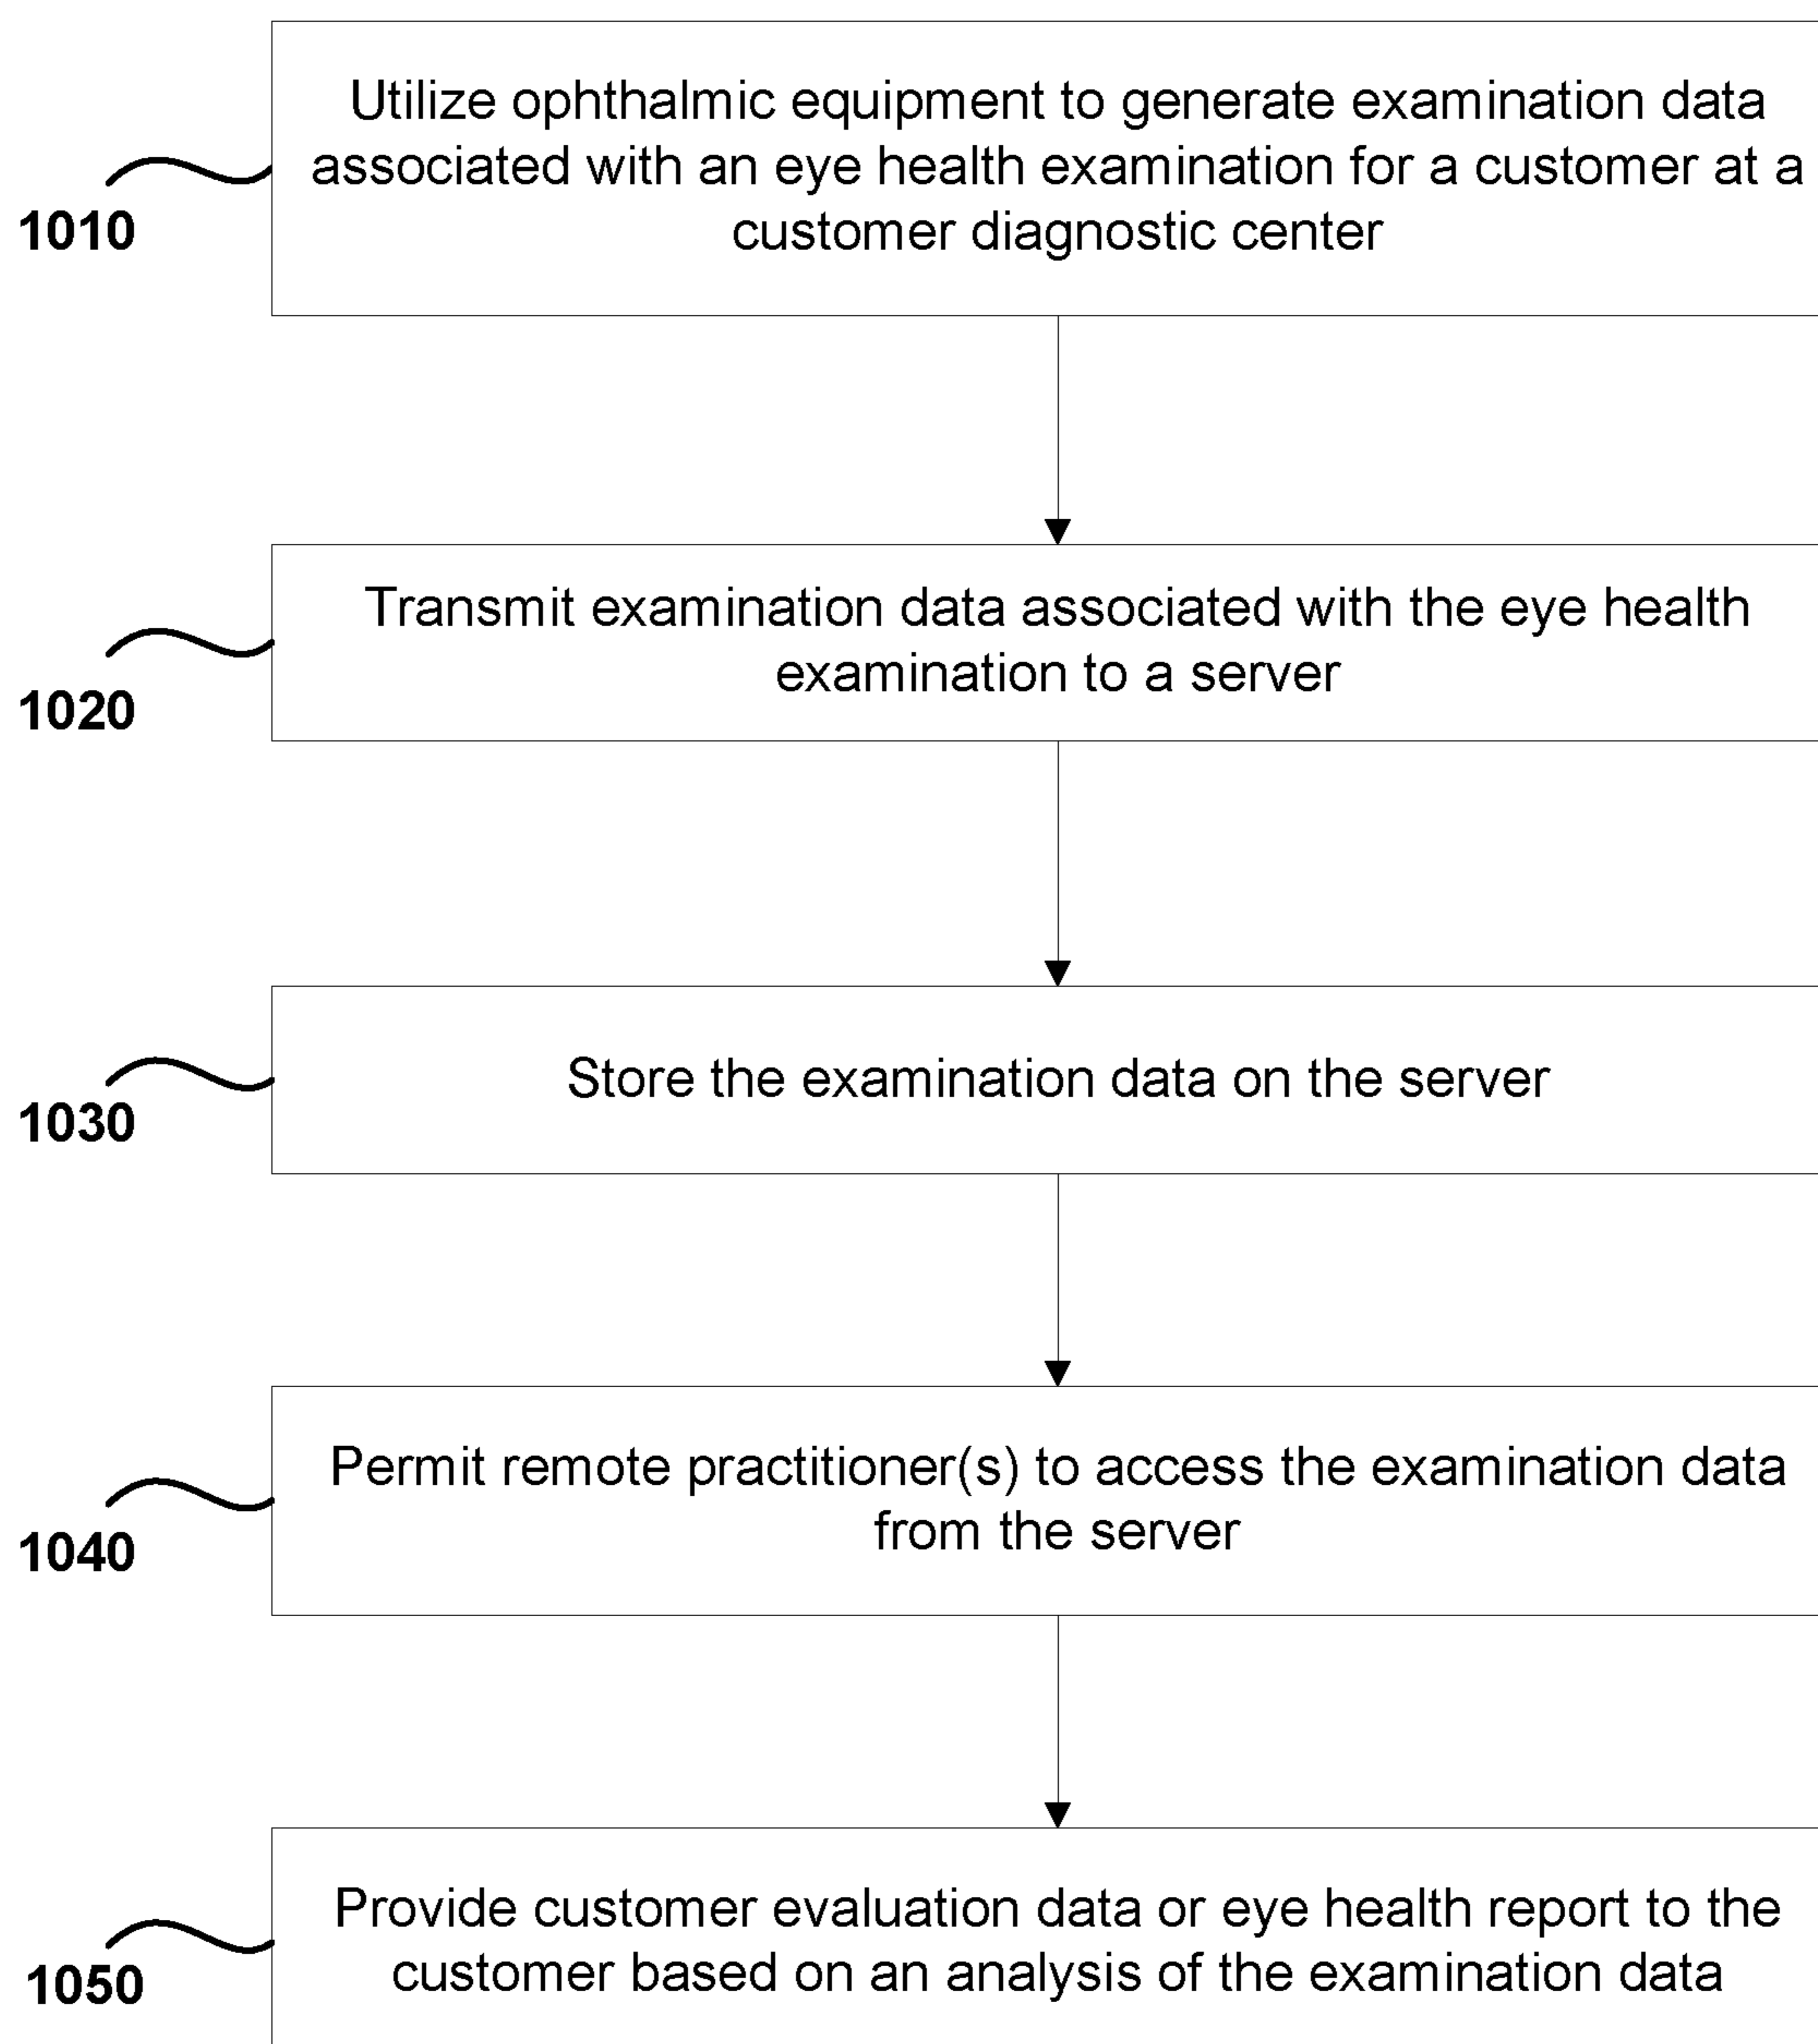 Utilize ophthalmic equipment to generate examination data
associated with an eye health examination for a customer at a
customer diagnostic center
1010
Transmit examination data associated with the eye health
examination to a server
1020
Store the examination data on the server
1030
Permit remote practitioner(s) to access the examination data
from the server
1040
Provide customer evaluation data or eye health report to the
customer based on an analysis of the examination data
1050